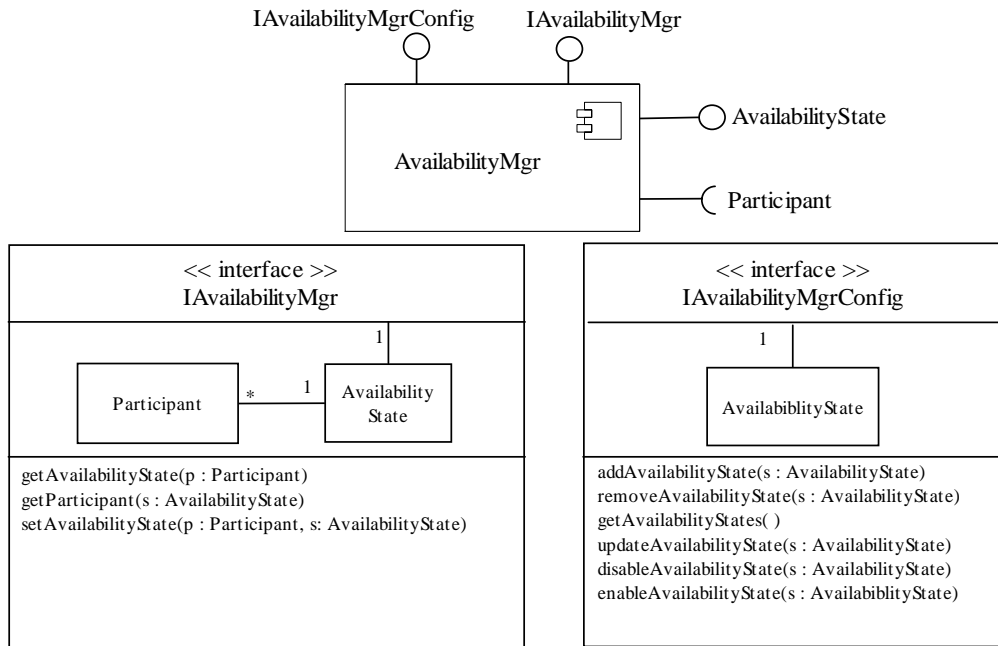 IAvailabilityMgrConfig
IAvailabilityMgr
AvailabilityState
AvailabilityMgr
Participant
<< interface >>
IAvailabilityMgr
1
Participant
*
1
Availability
State
getAvailabilityState(p : Participant)
getParticipant(s : AvailabilityState)
setAvailabilityState(p : Participant, s: AvailabilityState)
<< interface >>
IAvailabilityMgrConfig
1
AvailabiblityState
addAvailabilityState(s : AvailabilityState)
removeAvailabilityState(s : AvailabilityState)
getAvailabilityStates( )
updateAvailabilityState(s : AvailabilityState)
disableAvailabilityState(s : AvailabilityState)
enableAvailabilityState(s : AvailabiblityState)